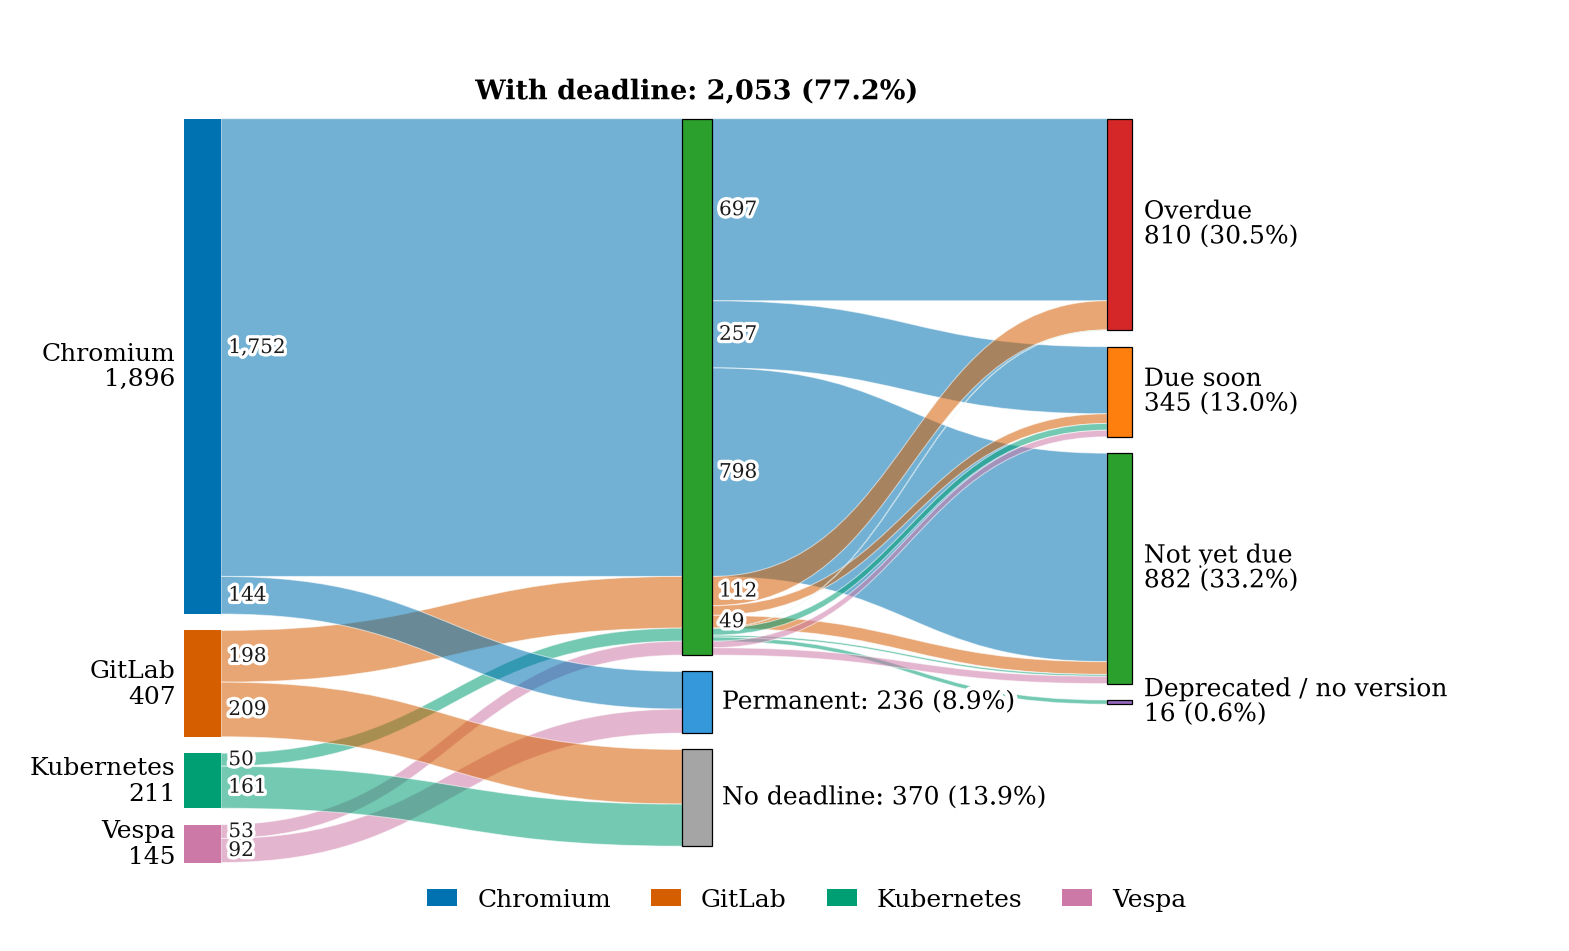 With deadline: 2,053 (77.2%)
Chromium
1,896
GitLab
407
Kubernetes
211
Vespa
145
1,752
144
198
209
50
161
53
92
697
257
798
112
49
Permanent: 236 (8.9%)
No deadline: 370 (13.9%)
Overdue
810 (30.5%)
Due soon
345 (13.0%)
Not yet due
882 (33.2%)
Deprecated / no version
16 (0.6%)
Chromium
GitLab
Kubernetes
Vespa